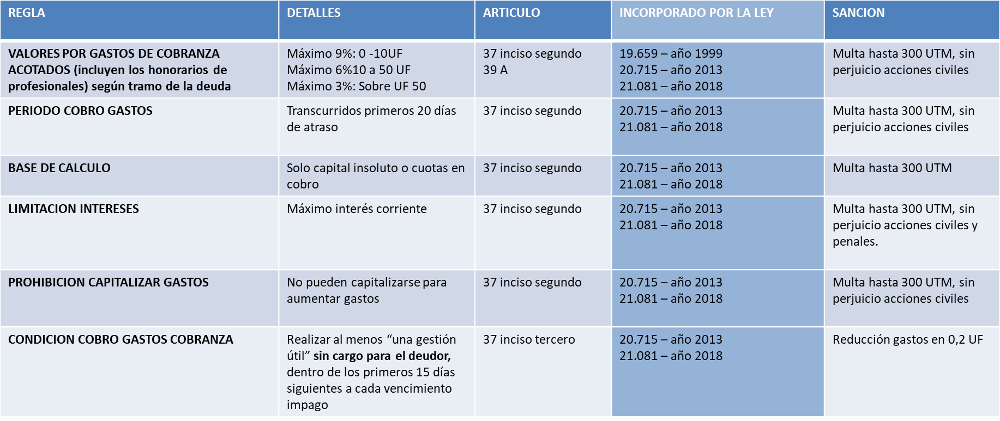 REGLA
DETALLES
ARTICULO
INCORPORADO POR LA LEY
SANCION
VALORES POR GASTOS DE COBRANZA
ACOTADOS (incluyen los honorarios de
profesionales) según tramo de la deuda
Máximo 9%: 0 -10UF
Máximo 6%10 a 50 UF
Máximo 3%: Sobre UF 50
37 inciso segundo
39 A
19.659 – año 1999
20.715 – año 2013
21.081 – año 2018
Multa hasta 300 UTM, sin
perjuicio acciones civiles
PERIODO COBRO GASTOS
Transcurridos primeros 20 días
de atraso
37 inciso segundo
20.715 – año 2013
21.081 – año 2018
Multa hasta 300 UTM, sin
perjuicio acciones civiles
BASE DE CALCULO
Solo capital insoluto o cuotas en
cobro
37 inciso segundo
20.715 – año 2013
21.081 – año 2018
Multa hasta 300 UTM
LIMITACION INTERESES
Máximo interés corriente
37 inciso segundo
20.715 – año 2013
21.081 – año 2018
Multa hasta 300 UTM, sin
perjuicio acciones civiles y
penales.
PROHIBICION CAPITALIZAR GASTOS
No pueden capitalizarse para
aumentar gastos
37 inciso segundo
20.715 – año 2013
21.081 – año 2018
Multa hasta 300 UTM, sin
perjuicio acciones civiles
CONDICION COBRO GASTOS COBRANZA
Realizar al menos “una gestión
útil” sin cargo para el deudor,
dentro de los primeros 15 días
siguientes a cada vencimiento
impago
37 inciso tercero
20.715 – año 2013
21.081 – año 2018
Reducción gastos en 0,2 UF